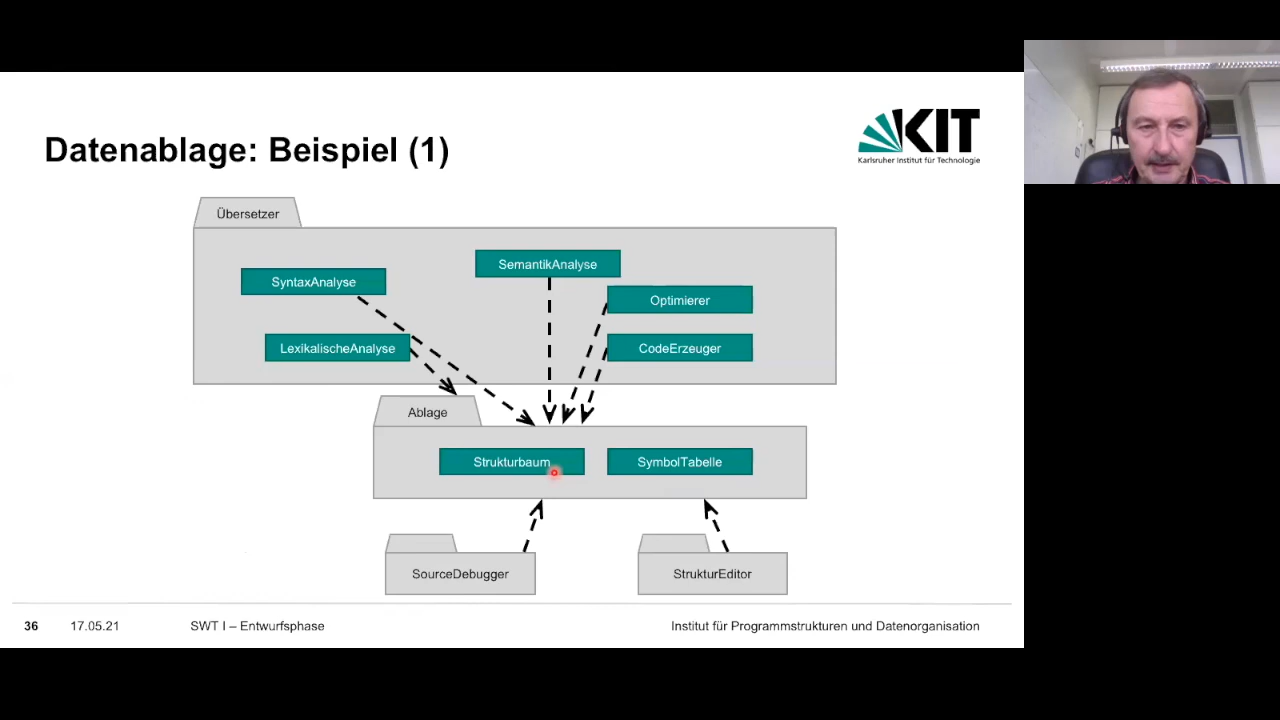 Datenablage: Beispiel (1)
KIT
Karlsruher Institut für Technologie
Übersetzer
SemantikAnalyse
SyntaxAnalyse
Optimierer
LexikalischeAnalyse
CodeErzeuger
Ablage
Strukturbaum
SymbolTabelle
SourceDebugger
StrukturEditor
36 17.05.21 SWT I – Entwurfsphase Institut für Programmstrukturen und Datenorganisation